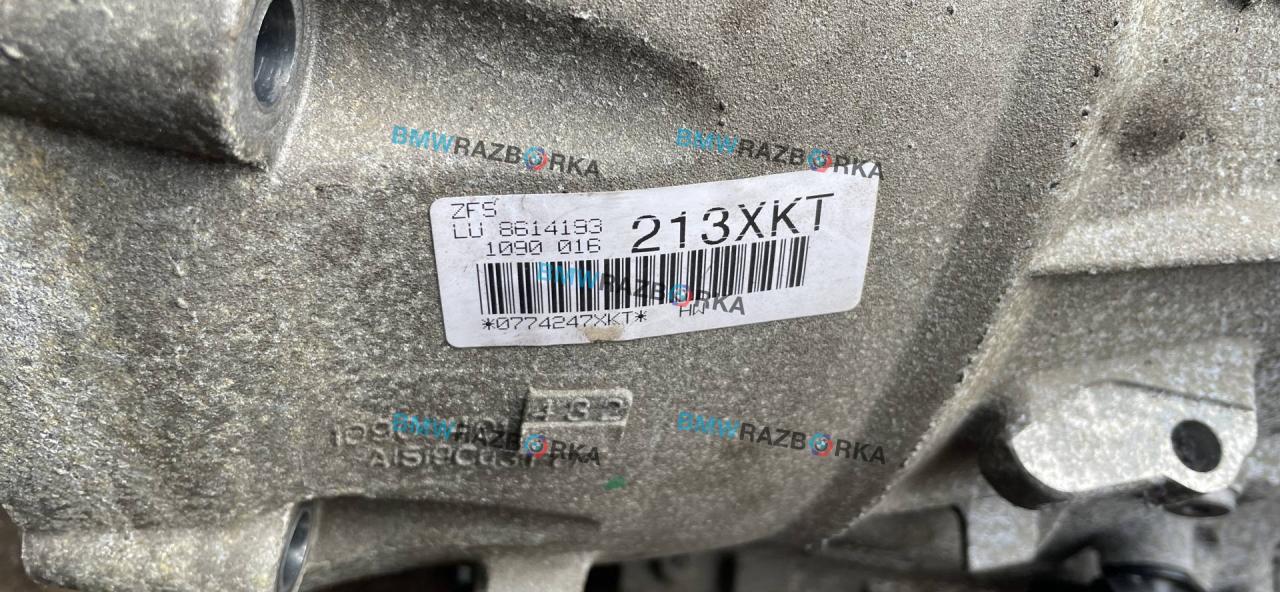 BMWRAZBORKA BMWRAZBORKA
ZFS
LU 8614193
1090 016 213XKT
BMWRAZBORKA
*0774247XKT* HW
BMWRAZBORKA BMWRAZBORKA